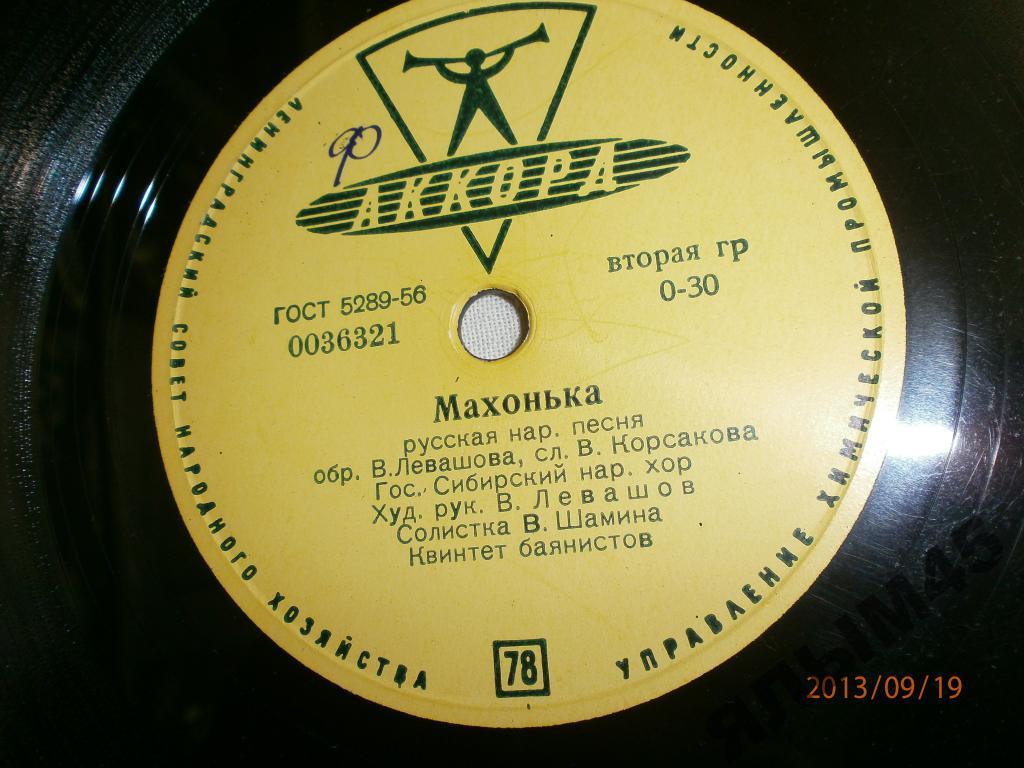 ЛЕНИНГРАДСКИЙ СОВЕТ НАРОДНОГО ХОЗЯЙСТВА
УПРАВЛЕНИЕ ХИМИЧЕСКОЙ ПРОМЫШЛЕННОСТИ
АККОРД
ГОСТ 5289-56
0036321
вторая гр
0-30
Махонька
русская нар. песня
обр. В.Левашова, сл. В. Корсакова
Гос. Сибирский нар. хор
Худ. рук. В. Левашов
Солистка В. Шамина
Квинтет баянистов
78
2013/09/19
ЯЛЫМ45